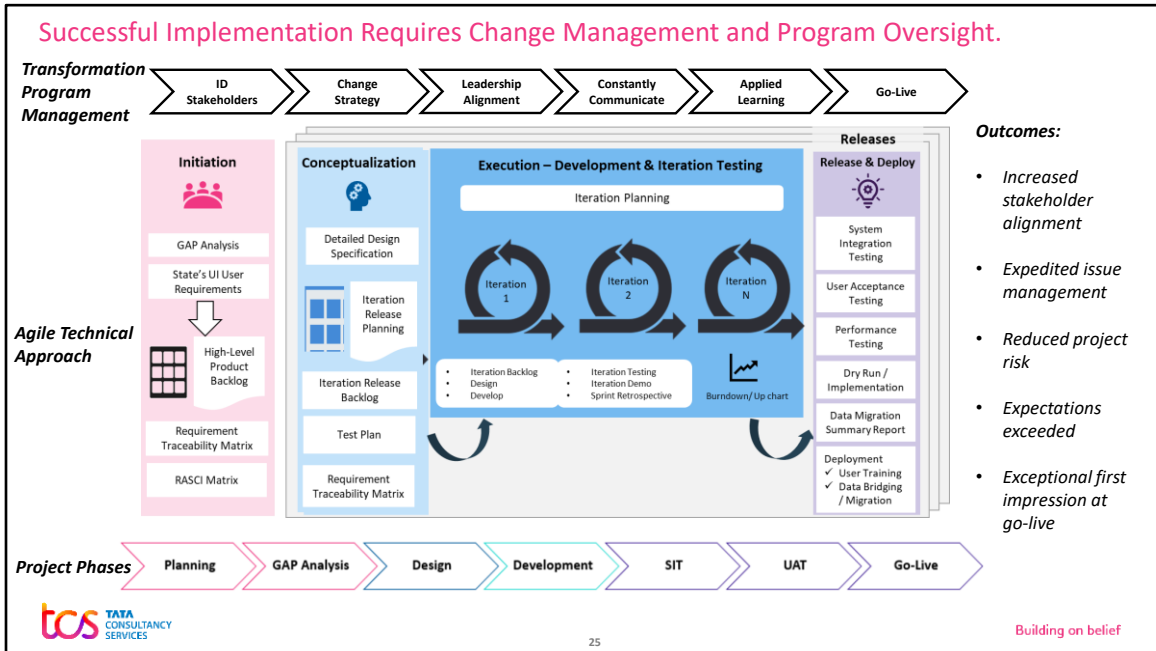 Successful Implementation Requires Change Management and Program Oversight.
Transformation
Program
Management
ID
Stakeholders
Change
Strategy
Leadership
Alignment
Constantly
Communicate
Applied
Learning
Go-Live
Agile Technical
Approach
Initiation
GAP Analysis
State's UI User
Requirements
High-Level
Product
Backlog
Requirement
Traceability Matrix
RASCI Matrix
Conceptualization
Detailed Design
Specification
Iteration
Release
Planning
Iteration Release
Backlog
Test Plan
Requirement
Traceability Matrix
Execution – Development & Iteration Testing
Iteration Planning
Iteration
1
Iteration
2
Iteration
N
• Iteration Backlog
• Design
• Develop
• Iteration Testing
• Iteration Demo
• Sprint Retrospective
Burndown/ Up chart
Releases
Release & Deploy
System
Integration
Testing
User Acceptance
Testing
Performance
Testing
Dry Run /
Implementation
Data Migration
Summary Report
Deployment
✓ User Training
✓ Data Bridging
/ Migration
Outcomes:
• Increased
stakeholder
alignment
• Expedited issue
management
• Reduced project
risk
• Expectations
exceeded
• Exceptional first
impression at
go-live
Project Phases
Planning
GAP Analysis
Design
Development
SIT
UAT
Go-Live
tcs
TATA
CONSULTANCY
SERVICES
25
Building on belief